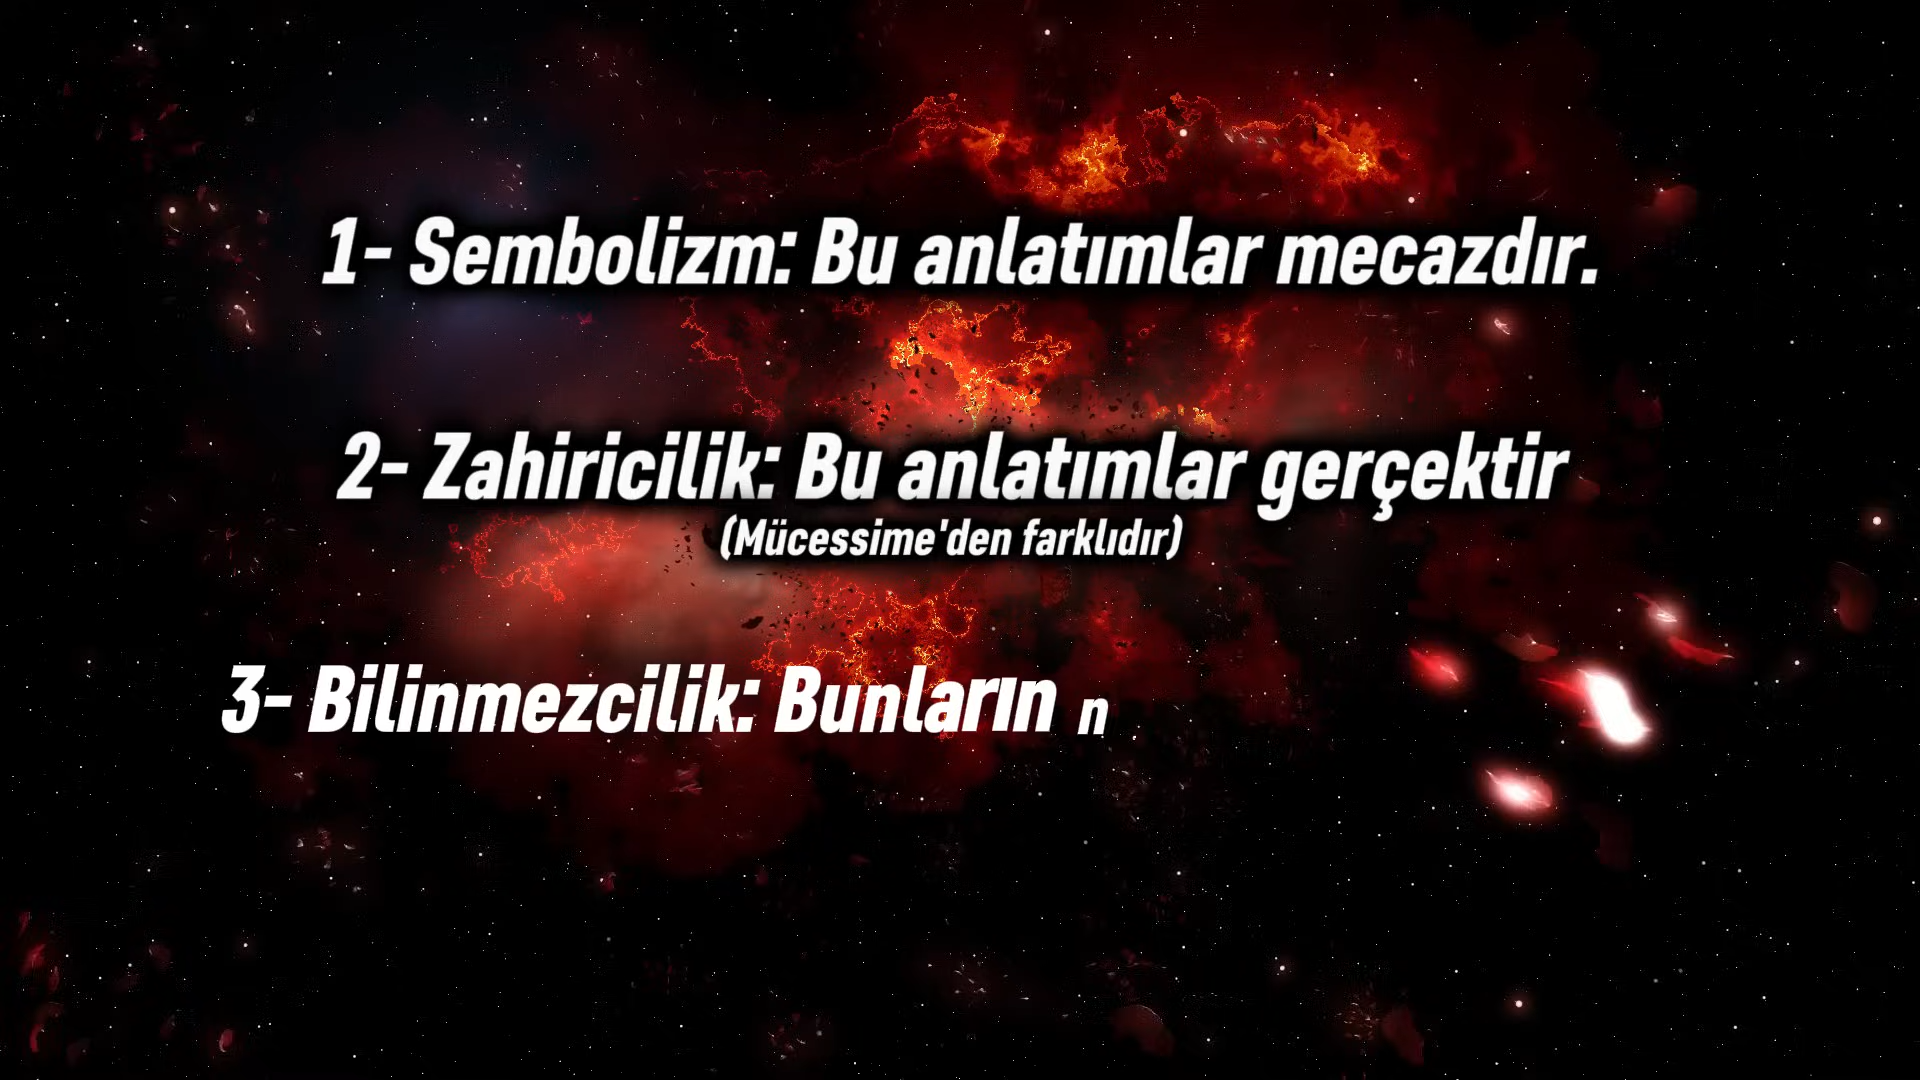 1- Sembolizm: Bu anlatımlar mecazdır.
2- Zahiricilik: Bu anlatımlar gerçektir
(Mücessime'den farklıdır)
3- Bilinmezcilik: Bunların n